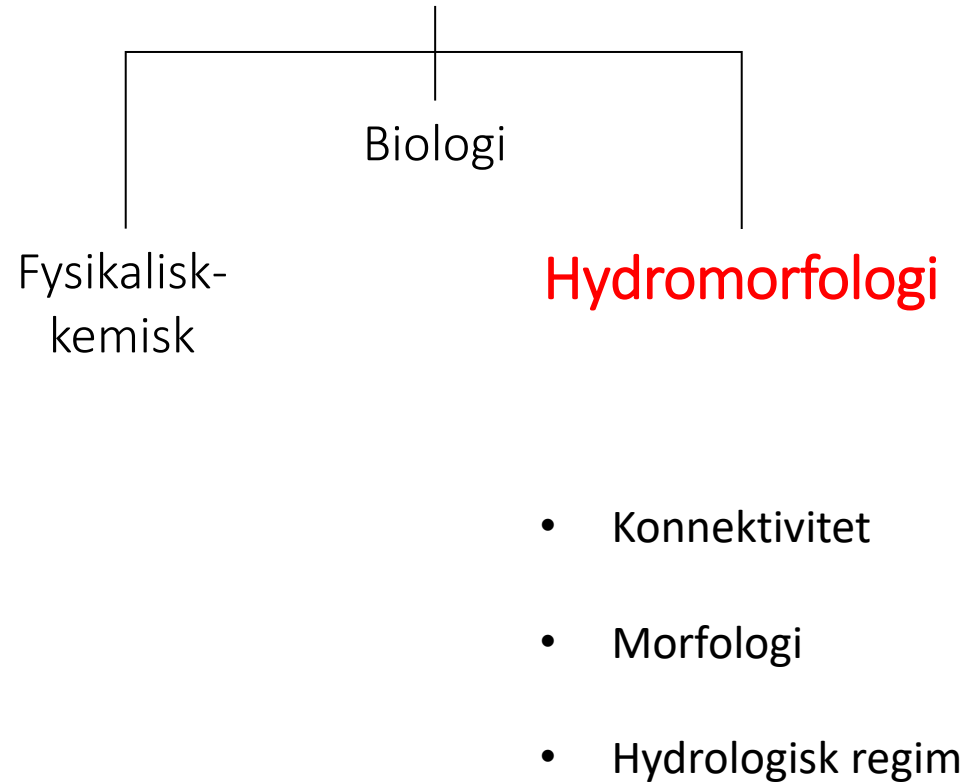 Biologi
Fysikalisk-
kemisk
Hydromorfologi
• Konnektivitet
• Morfologi
• Hydrologisk regim